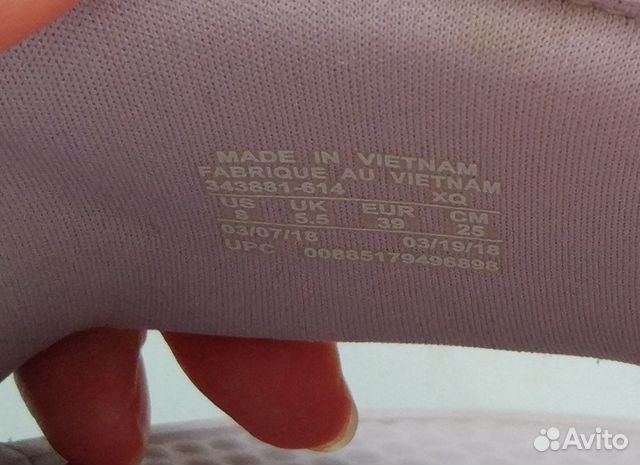 MADE IN VIETNAM
FABRIQUE AU VIETNAM
343881-614 XQ
US UK EUR CM
8 5.5 39 25
03/07/18 03/19/18
UPC 00885179496898
Avito